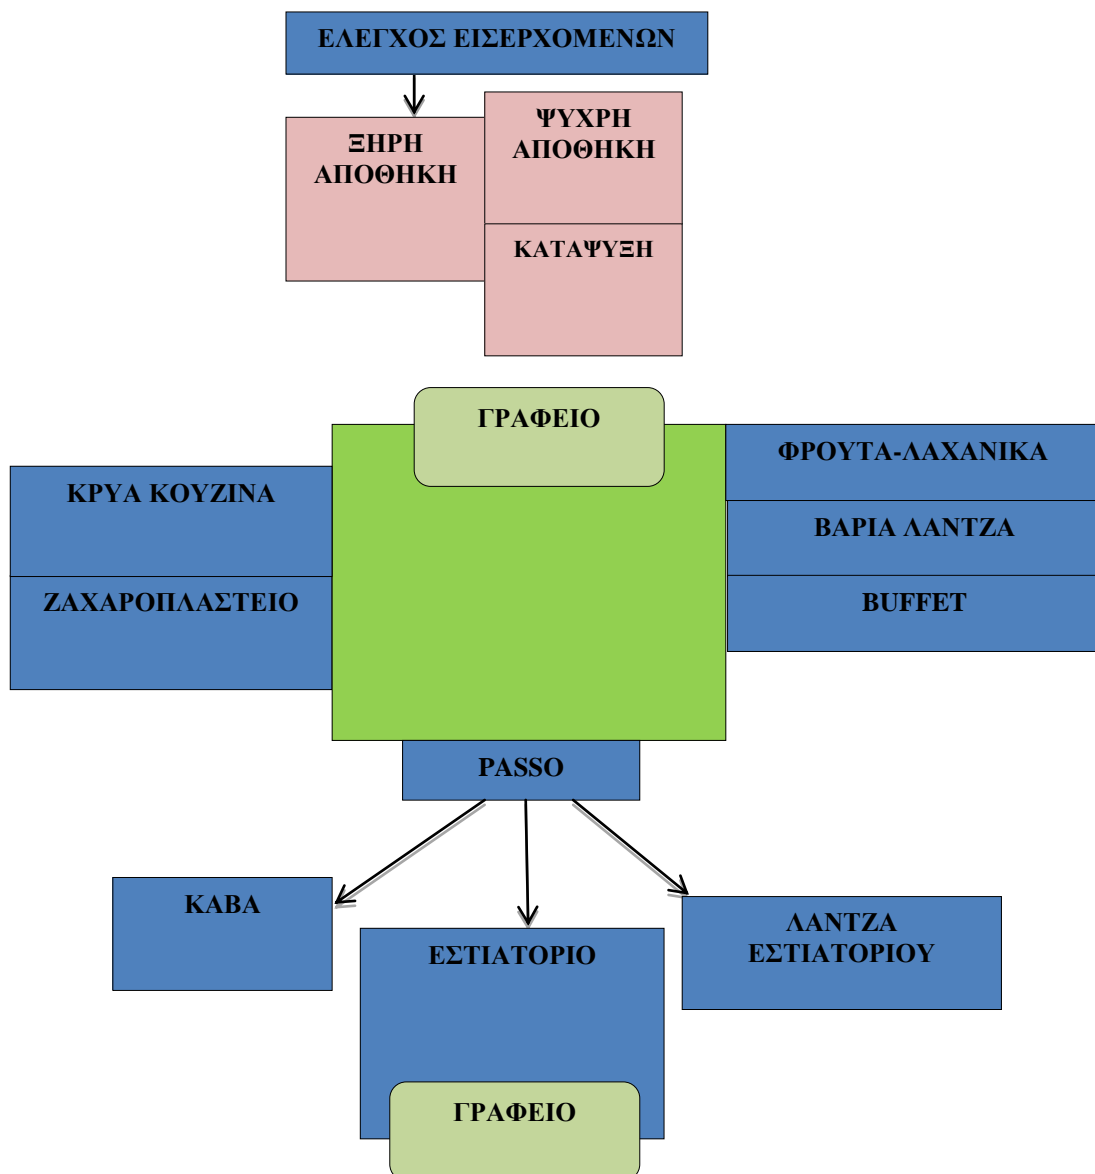 ΕΛΕΓΧΟΣ ΕΙΣΕΡΧΟΜΕΝΩΝ
ΞΗΡΗ
ΑΠΟΘΗΚΗ
ΨΥΧΡΗ
ΑΠΟΘΗΚΗ
ΚΑΤΑΨΥΞΗ
ΓΡΑΦΕΙΟ
ΚΡΥΑ ΚΟΥΖΙΝΑ
ΖΑΧΑΡΟΠΛΑΣΤΕΙΟ
ΦΡΟΥΤΑ-ΛΑΧΑΝΙΚΑ
ΒΑΡΙΑ ΛΑΝΤΖΑ
BUFFET
PASSO
ΚΑΒΑ
ΕΣΤΙΑΤΟΡΙΟ
ΛΑΝΤΖΑ
ΕΣΤΙΑΤΟΡΙΟΥ
ΓΡΑΦΕΙΟ